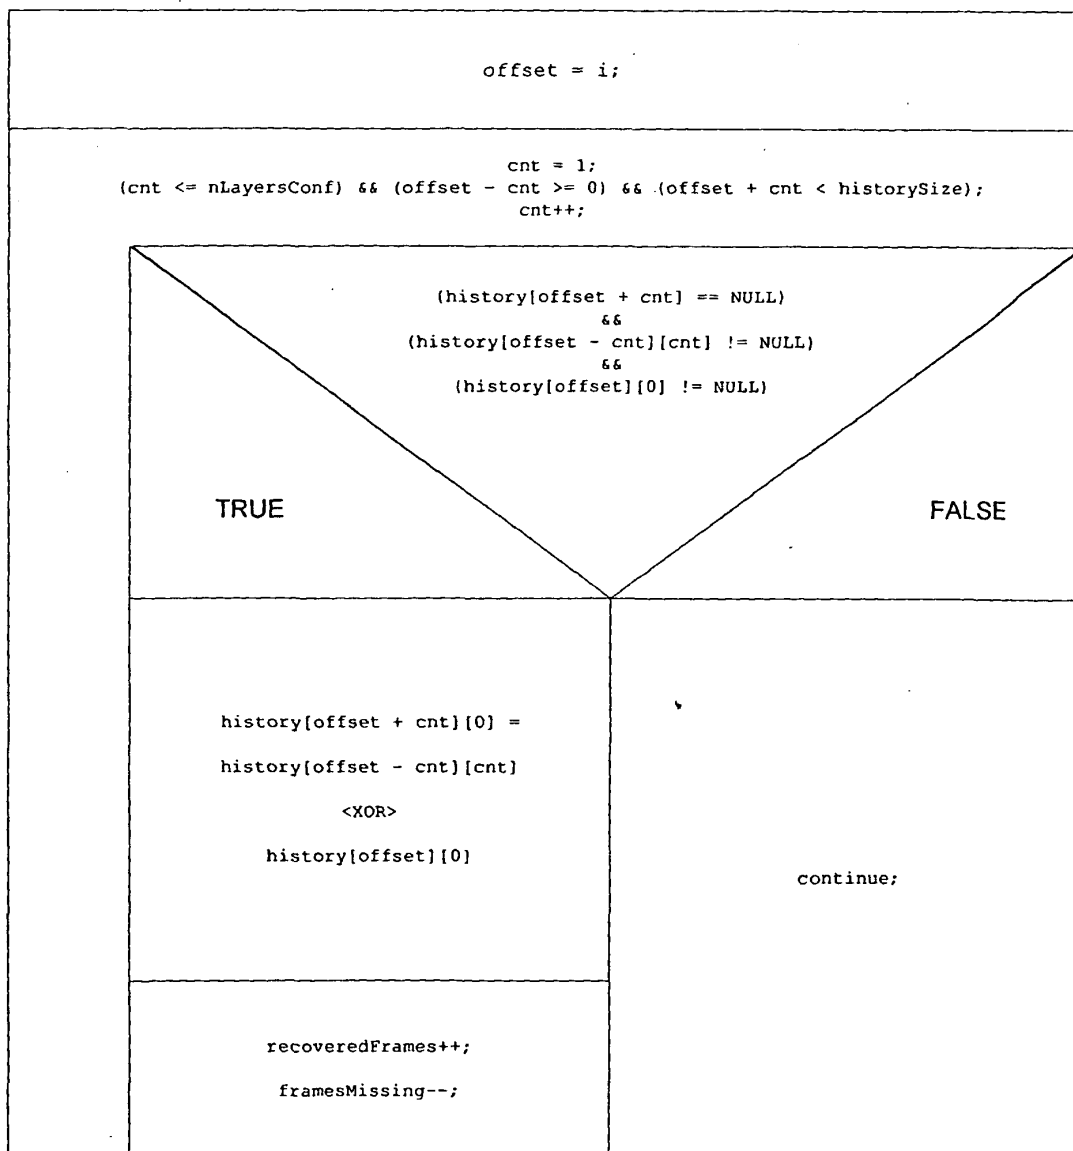 offset = i;
cnt = 1;
(cnt <= nLayersConf) && (offset - cnt >= 0) && (offset + cnt < historySize);
cnt++;
(history[offset + cnt] == NULL)
&&
(history[offset - cnt][cnt] != NULL)
&&
(history[offset][0] != NULL)
TRUE
FALSE
history[offset + cnt][0] =
history[offset - cnt][cnt]
<XOR>
history[offset][0]
continue;
recoveredFrames++;
framesMissing--;